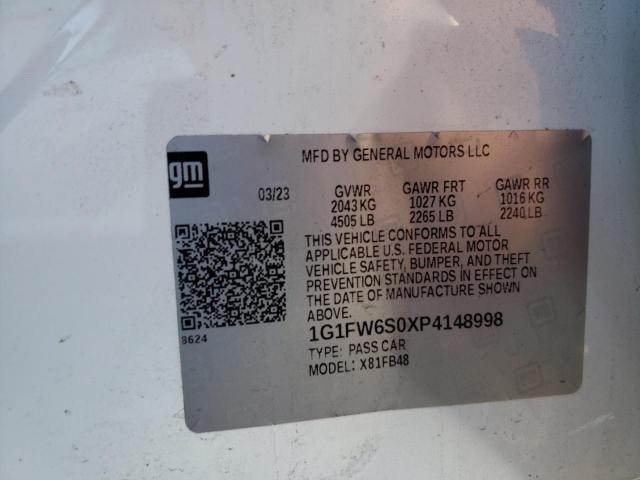 gm
MFD BY GENERAL MOTORS LLC
03/23 GVWR GAWR FRT GAWR RR
2043 KG 1027 KG 1016 KG
4505 LB 2265 LB 2240 LB
THIS VEHICLE CONFORMS TO ALL
APPLICABLE U.S. FEDERAL MOTOR
VEHICLE SAFETY, BUMPER, AND THEFT
PREVENTION STANDARDS IN EFFECT ON
THE DATE OF MANUFACTURE SHOWN
ABOVE.
1G1FW6S0XP4148998
TYPE: PASS CAR
MODEL: X81FB48